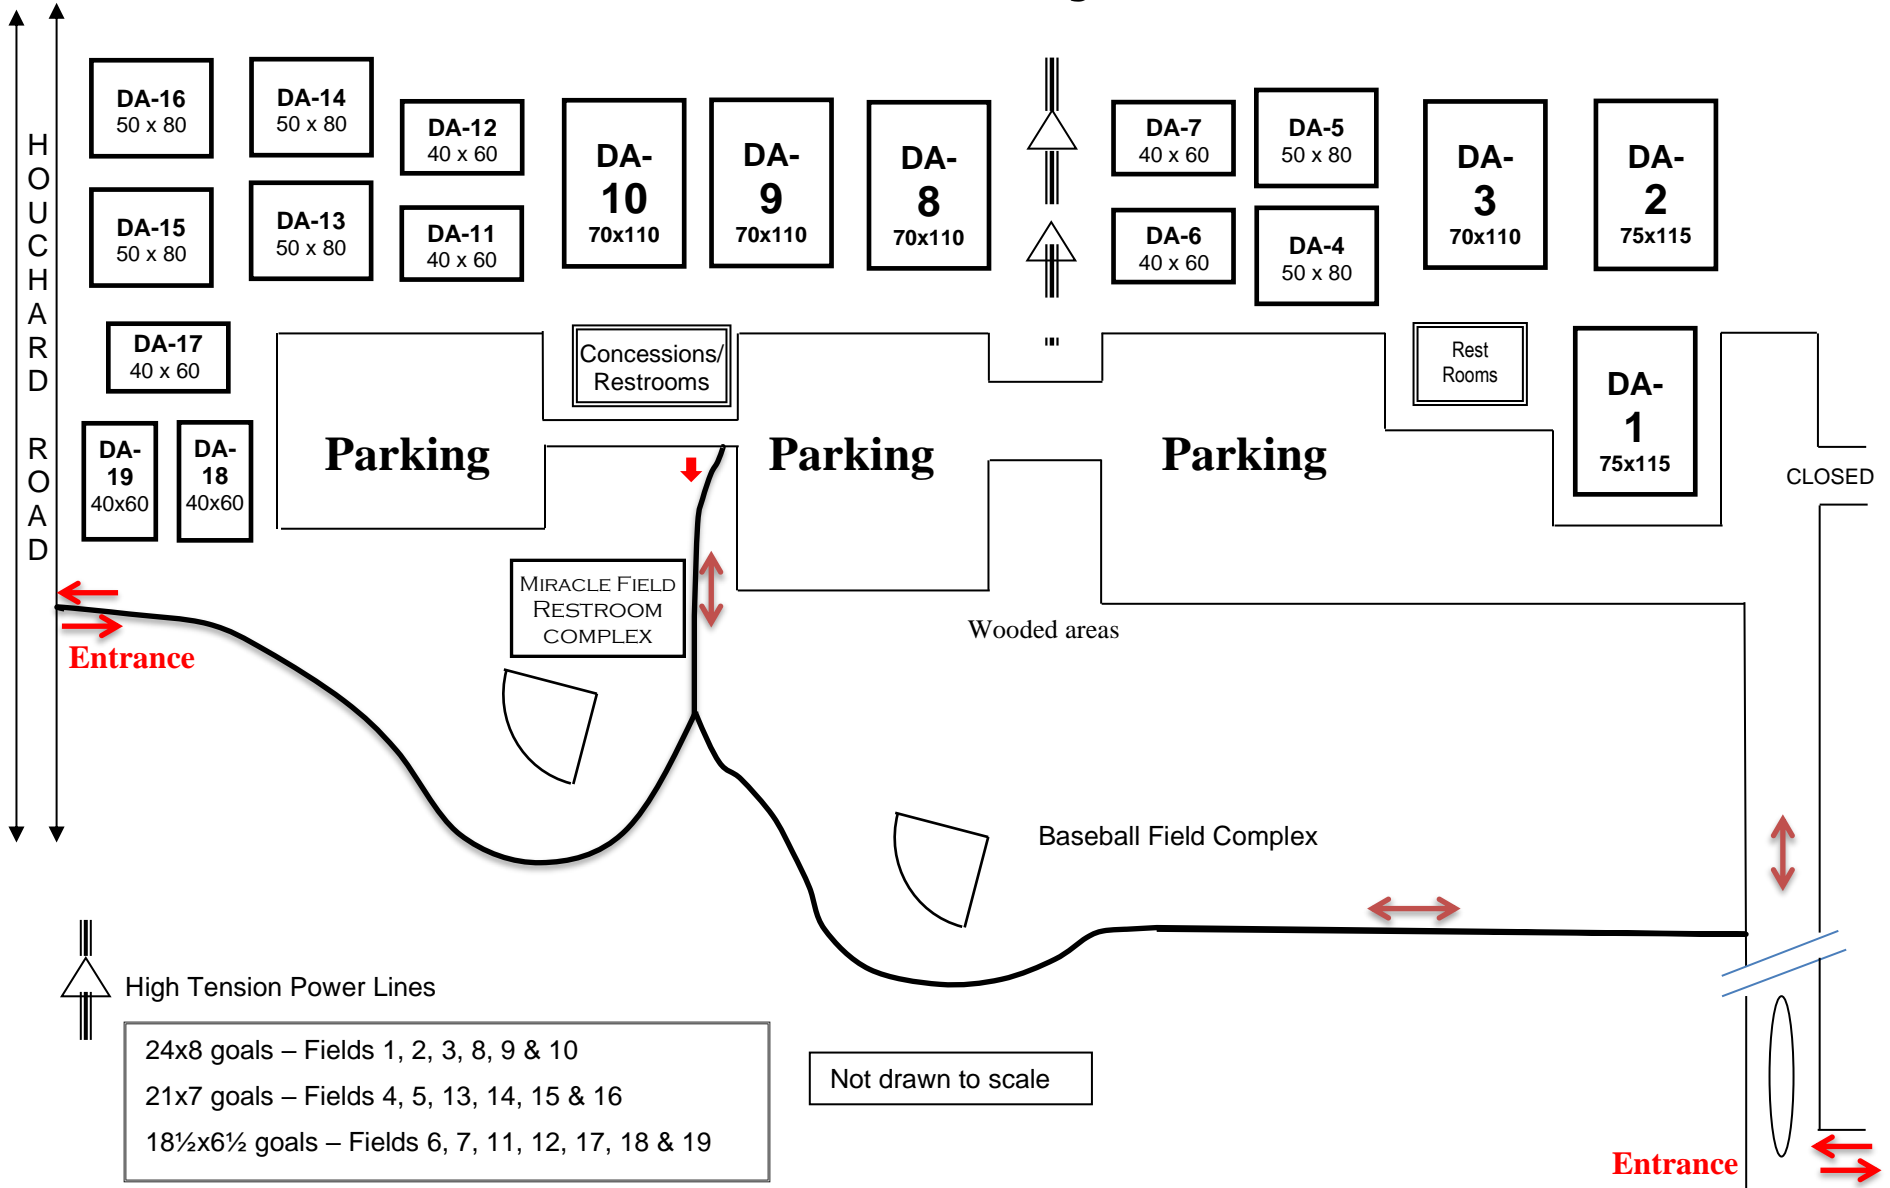 DA-16
50 x 80
DA-14
50 x 80
DA-12
40 x 60
DA-
10
70x110
DA-
9
70x110
DA-
8
70x110
DA-7
40 x 60
DA-5
50 x 80
DA-
3
70x110
DA-
2
75x115
HOUCHARD ROAD
DA-15
50 x 80
DA-13
50 x 80
DA-11
40 x 60
DA-6
40 x 60
DA-4
50 x 80
DA-17
40 x 60
Concessions/
Restrooms
Rest
Rooms
DA-
1
75x115
DA-
19
40x60
DA-
18
40x60
Parking
Parking
Parking
CLOSED
MIRACLE FIELD
RESTROOM
COMPLEX
Wooded areas
Entrance
Baseball Field Complex
High Tension Power Lines
24x8 goals – Fields 1, 2, 3, 8, 9 & 10
21x7 goals – Fields 4, 5, 13, 14, 15 & 16
18½x6½ goals – Fields 6, 7, 11, 12, 17, 18 & 19
Not drawn to scale
Entrance